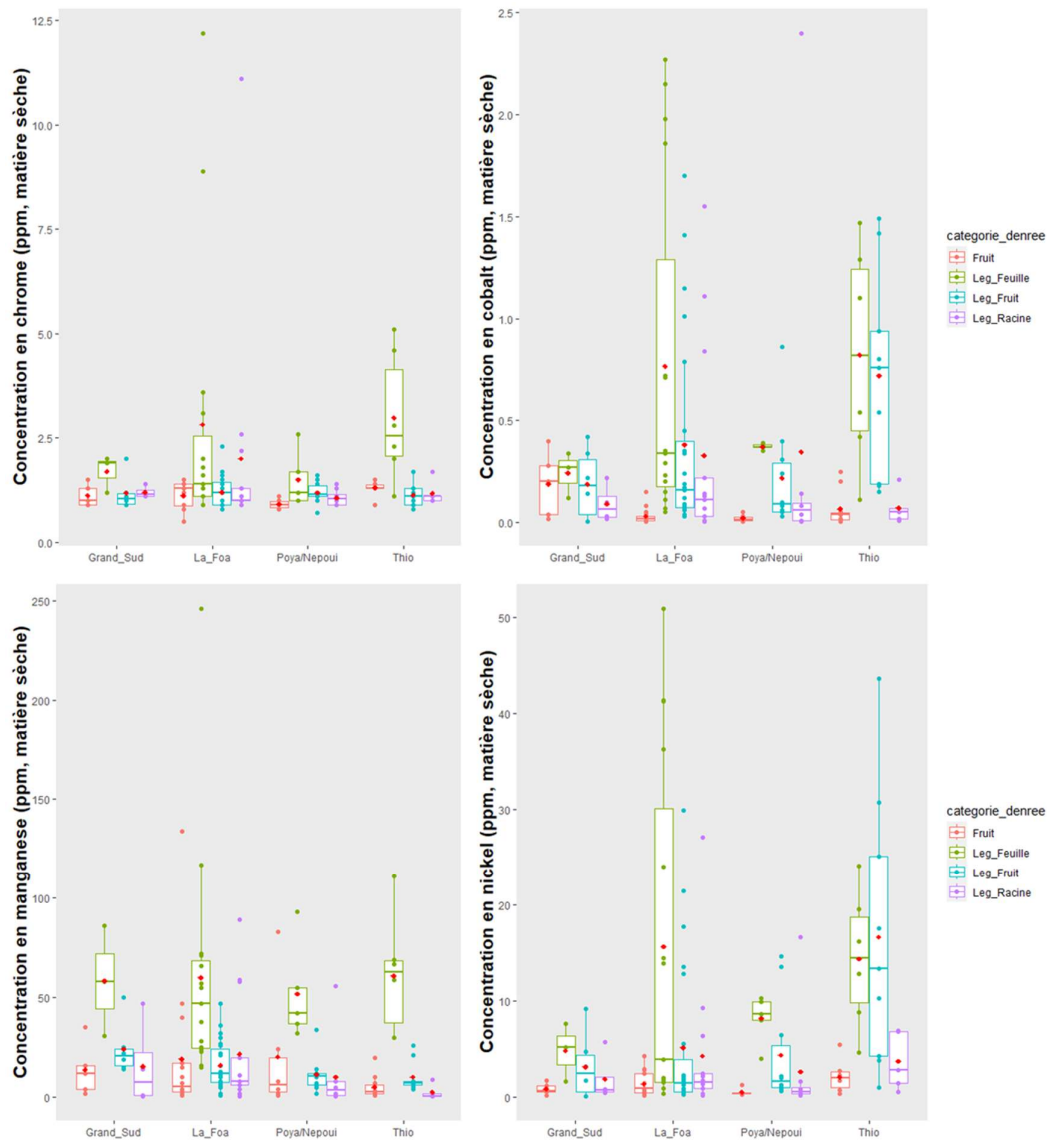 Concentration en chrome (ppm, matière sèche)
12.5
10.0
7.5
5.0
2.5
0.0
Grand_Sud La_Foa Poya/Nepoui Thio
Concentration en cobalt (ppm, matière sèche)
2.5
2.0
1.5
1.0
0.5
0.0
Grand_Sud La_Foa Poya/Nepoui Thio
categorie_denree
Fruit
Leg_Feuille
Leg_Fruit
Leg_Racine
Concentration en manganese (ppm, matière sèche)
250
200
150
100
50
0
Grand_Sud La_Foa Poya/Nepoui Thio
Concentration en nickel (ppm, matière sèche)
50
40
30
20
10
0
Grand_Sud La_Foa Poya/Nepoui Thio
categorie_denree
Fruit
Leg_Feuille
Leg_Fruit
Leg_Racine